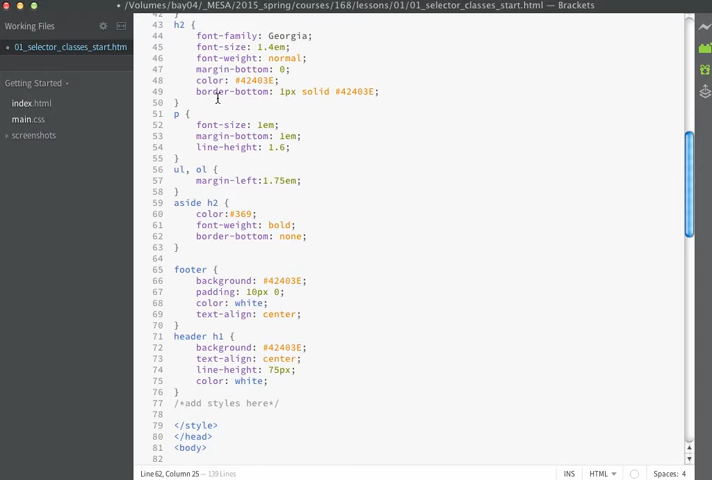 /Volumes/bay04/_MESA/2015_spring/courses/168/lessons/01/01_selector_classes_start.html — Brackets
Working Files
01_selector_classes_start.htm
Getting Started
index.html
main.css
screenshots
42 }
43 h2 {
44 font-family: Georgia;
45 font-size: 1.4em;
46 font-weight: normal;
47 margin-bottom: 0;
48 color: #42403E;
49 border-bottom: 1px solid #42403E;
50 }
51 p {
52 font-size: 1em;
53 margin-bottom: 1em;
54 line-height: 1.6;
55 }
56 ul, ol {
57 margin-left:1.75em;
58 }
59 aside h2 {
60 color:#369;
61 font-weight: bold;
62 border-bottom: none;
63 }
64
65 footer {
66 background: #42403E;
67 padding: 10px 0;
68 color: white;
69 text-align: center;
70 }
71 header h1 {
72 background: #42403E;
73 text-align: center;
74 line-height: 75px;
75 color: white;
76 }
77 /*add styles here*/
78
79 </style>
80 </head>
81 <body>
82
Line 62, Column 25 — 139 Lines
INS
HTML
Spaces: 4